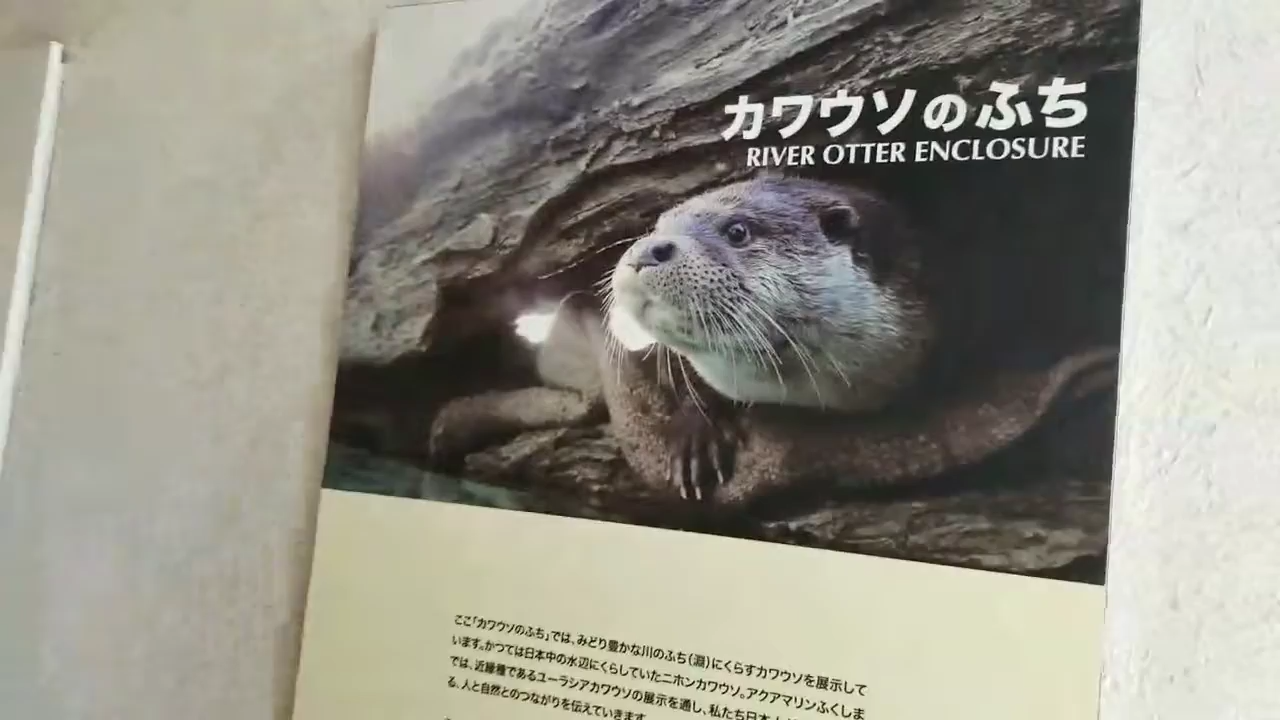 カワウソのふち
RIVER OTTER ENCLOSURE
ここ「カワウソのふち」では、みどり豊かな川のふち(淵)にくらすカワウソを展示して
います。かつては日本中の水辺にくらしていたニホンカワウソ。アクアマリンふくしま
では、近縁種であるユーラシアカワウソの展示を通し、私たち日本
る、人と自然とのつながりを伝えていきます。